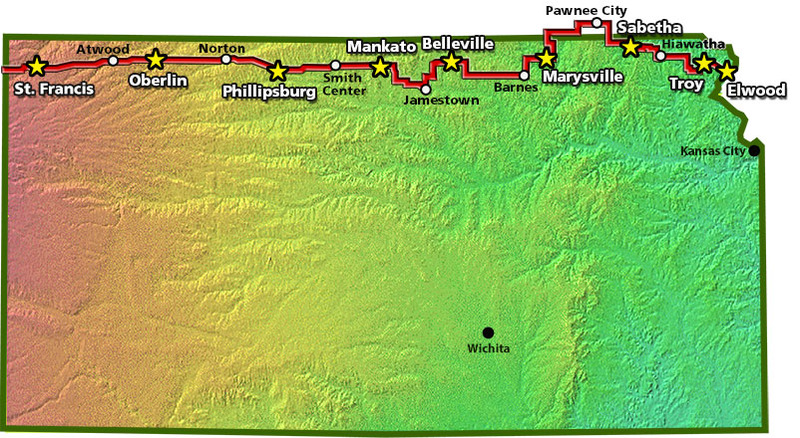 Pawnee City
Sabetha
Atwood
Norton
Mankato
Belleville
Hiawatha
St. Francis
Oberlin
Phillipsburg
Smith
Center
Jamestown
Barnes
Marysville
Troy
Elwood
Kansas City
Wichita